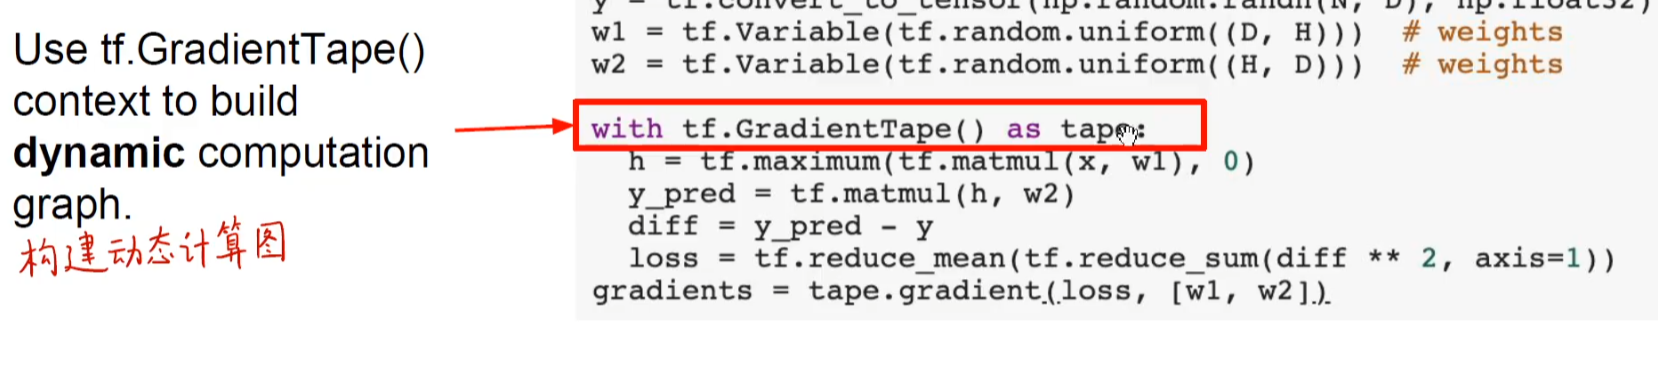 Use tf.GradientTape()
context to build
dynamic computation
graph.
构建动态计算图
y = tf.convert_to_tensor(np.random.randn(N, D), np.float32)
w1 = tf.Variable(tf.random.uniform((D, H)))  # weights
w2 = tf.Variable(tf.random.uniform((H, D)))  # weights
with tf.GradientTape() as tape:
h = tf.maximum(tf.matmul(x, w1), 0)
y_pred = tf.matmul(h, w2)
diff = y_pred - y
loss = tf.reduce_mean(tf.reduce_sum(diff ** 2, axis=1))
gradients = tape.gradient(loss, [w1, w2])